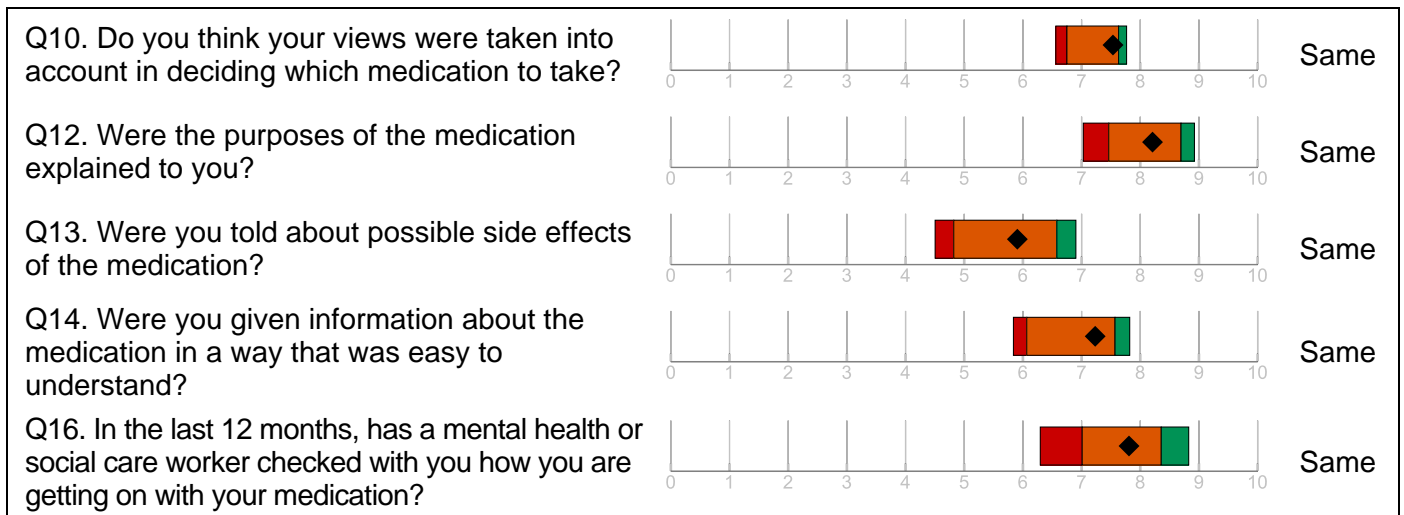 Q10. Do you think your views were taken into
account in deciding which medication to take?
0 1 2 3 4 5 6 7 8 9 10
Same
Q12. Were the purposes of the medication
explained to you?
0 1 2 3 4 5 6 7 8 9 10
Same
Q13. Were you told about possible side effects
of the medication?
0 1 2 3 4 5 6 7 8 9 10
Same
Q14. Were you given information about the
medication in a way that was easy to
understand?
0 1 2 3 4 5 6 7 8 9 10
Same
Q16. In the last 12 months, has a mental health or
social care worker checked with you how you are
getting on with your medication?
0 1 2 3 4 5 6 7 8 9 10
Same